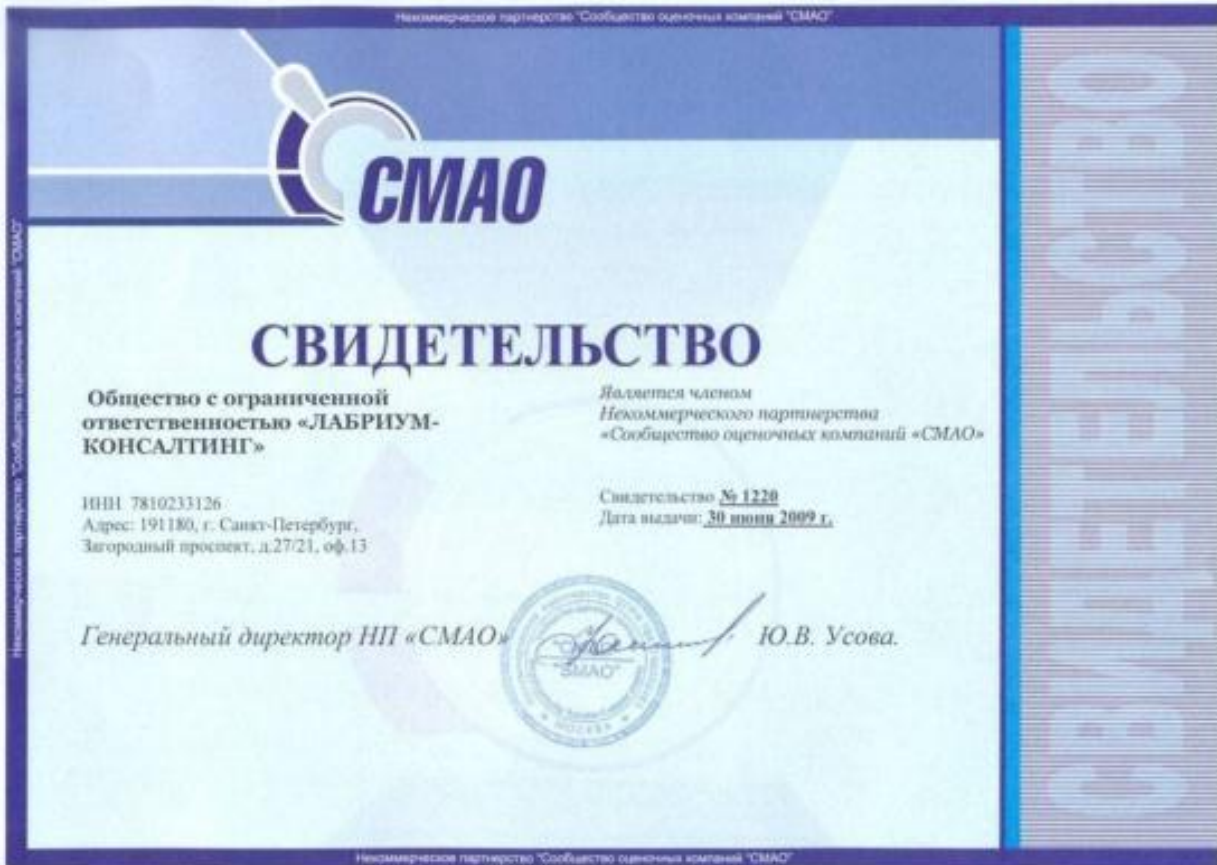 Некоммерческое партнерство "Сообщество оценочных компаний "СМАО"
СМАО
СВИДЕТЕЛЬСТВО
Общество с ограниченной
ответственностью «ЛАБРИУМ-
КОНСАЛТИНГ»
ИНН 7810233126
Адрес: 191180, г. Санкт-Петербург,
Загородный проспект, д.27/21, оф.13
Является членом
Некоммерческого партнерства
«Сообщество оценочных компаний «СМАО»
Свидетельство № 1220
Дата выдачи: 30 июня 2009 г.
Генеральный директор НП «СМАО»
Ю.В. Усова.
"SMAO"
МОСКВА
Некоммерческое партнерство "Сообщество оценочных компаний "СМАО"
Некоммерческое партнерство "Сообщество оценочных компаний "СМАО"
СВИДЕТЕЛЬСТВО